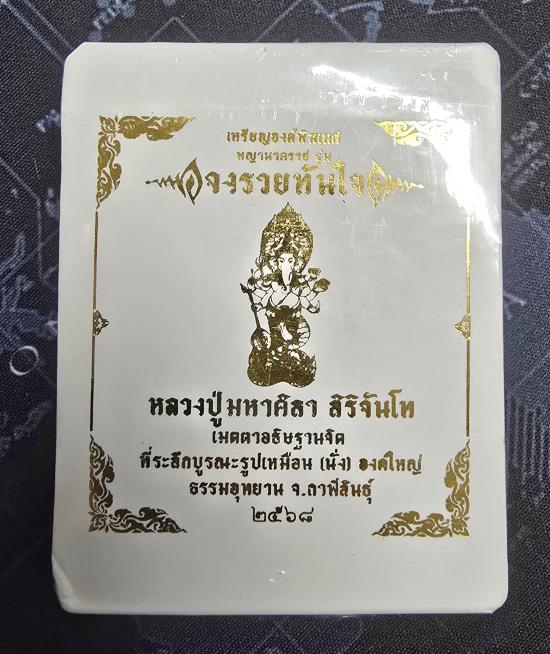 เหรียญองค์พิฆเนศ
พญานาคราช รุ่น
จงรวยทันใจ
หลวงปู่มหาศิลา สิริจันโท
เมตตาอธิษฐานจิต
ที่ระลึกบูรณะรูปเหมือน (นั่ง) องค์ใหญ่
ธรรมอุทยาน จ.กาฬสินธุ์
๒๕๖๘